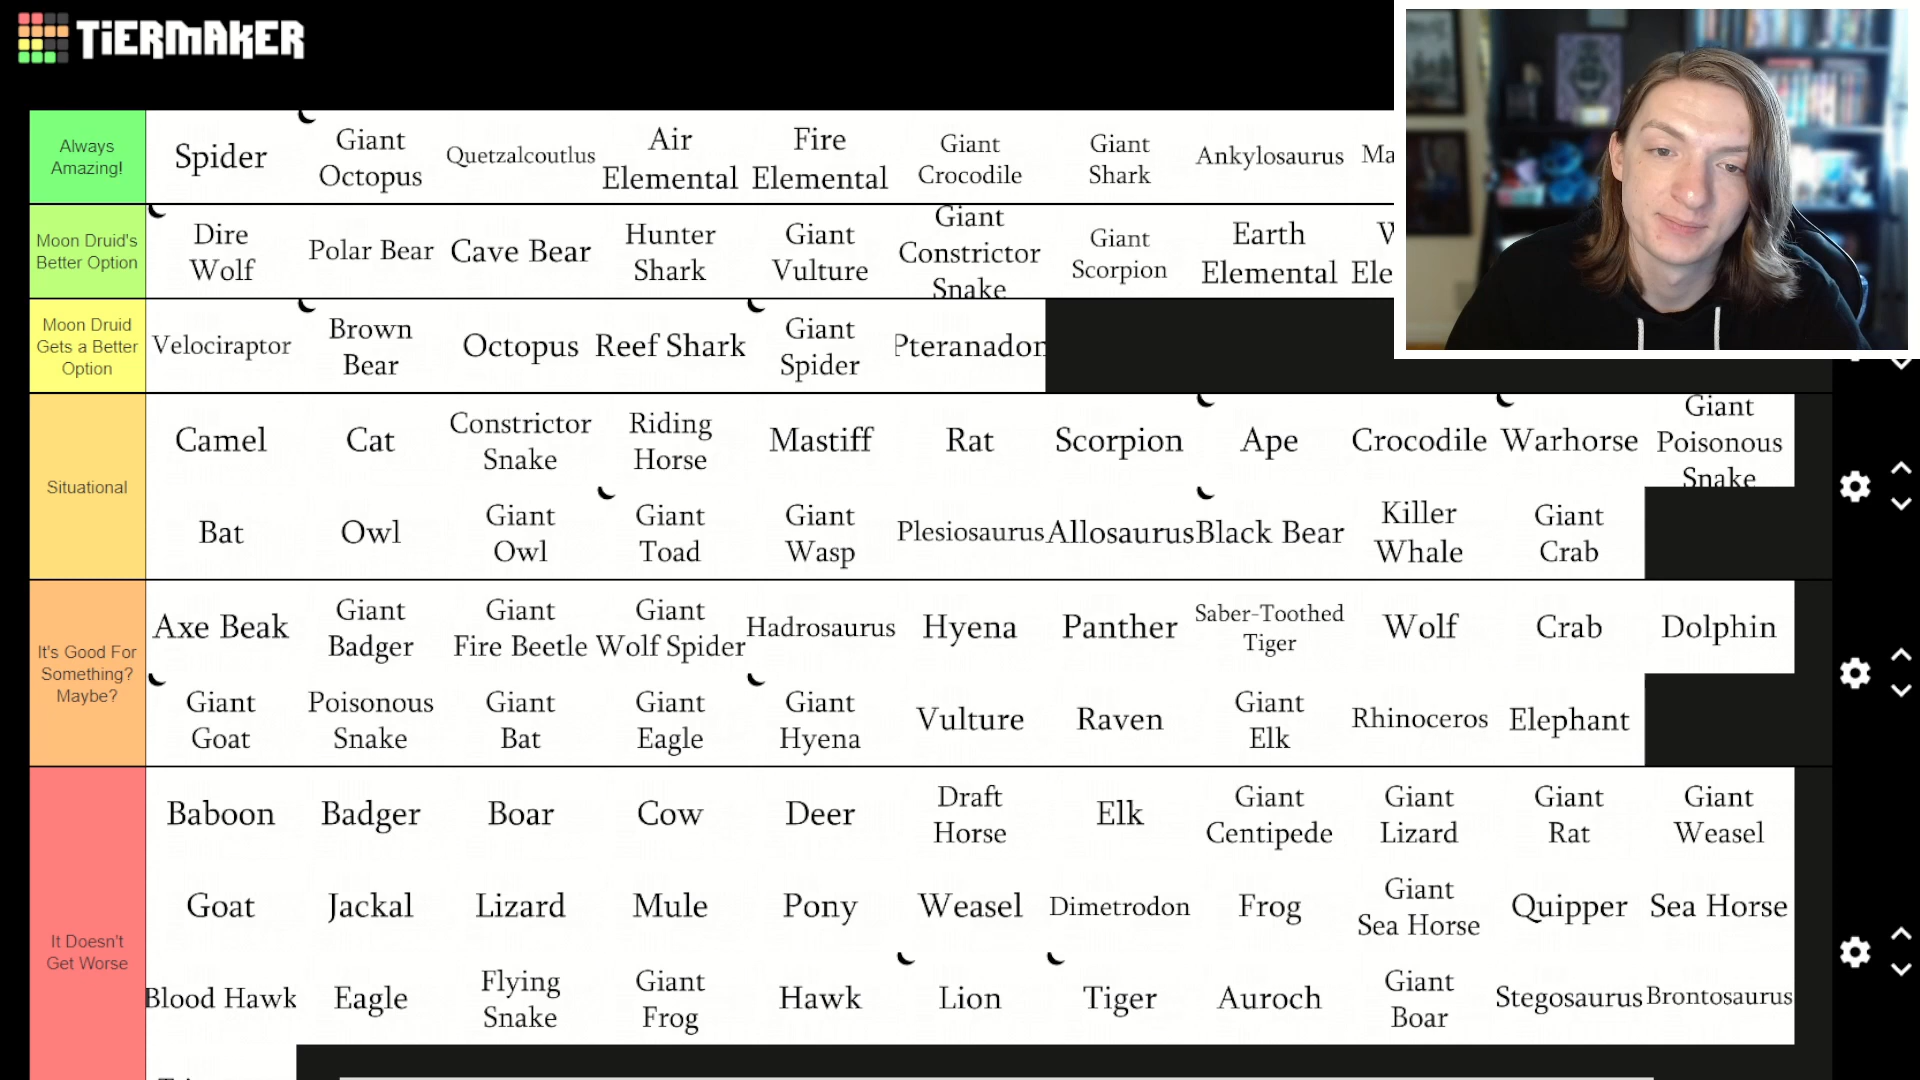 TiERMAKER
Always
Amazing!
Spider
Giant
Octopus
Quetzalcoutlus
Air
Elemental
Fire
Elemental
Giant
Crocodile
Giant
Shark
Ankylosaurus
Ma
Moon Druid's
Better Option
Dire
Wolf
Polar Bear
Cave Bear
Hunter
Shark
Giant
Vulture
Giant
Constrictor
Snake
Giant
Scorpion
Earth
Elemental
Ele
Moon Druid
Gets a Better
Option
Velociraptor
Brown
Bear
Octopus
Reef Shark
Giant
Spider
Pteranadon
Situational
Camel
Cat
Constrictor
Snake
Riding
Horse
Mastiff
Rat
Scorpion
Ape
Crocodile
Warhorse
Giant
Poisonous
Snake
Bat
Owl
Giant
Owl
Giant
Toad
Giant
Wasp
Plesiosaurus
Allosaurus
Black Bear
Killer
Whale
Giant
Crab
It's Good For
Something?
Maybe?
Axe Beak
Giant
Badger
Giant
Fire Beetle
Giant
Wolf Spider
Hadrosaurus
Hyena
Panther
Saber-Toothed
Tiger
Wolf
Crab
Dolphin
Giant
Goat
Poisonous
Snake
Giant
Bat
Giant
Eagle
Giant
Hyena
Vulture
Raven
Giant
Elk
Rhinoceros
Elephant
It Doesn't
Get Worse
Baboon
Badger
Boar
Cow
Deer
Draft
Horse
Elk
Giant
Centipede
Giant
Lizard
Giant
Rat
Giant
Weasel
Goat
Jackal
Lizard
Mule
Pony
Weasel
Dimetrodon
Frog
Giant
Sea Horse
Quipper
Sea Horse
Blood Hawk
Eagle
Flying
Snake
Giant
Frog
Hawk
Lion
Tiger
Auroch
Giant
Boar
Stegosaurus
Brontosaurus